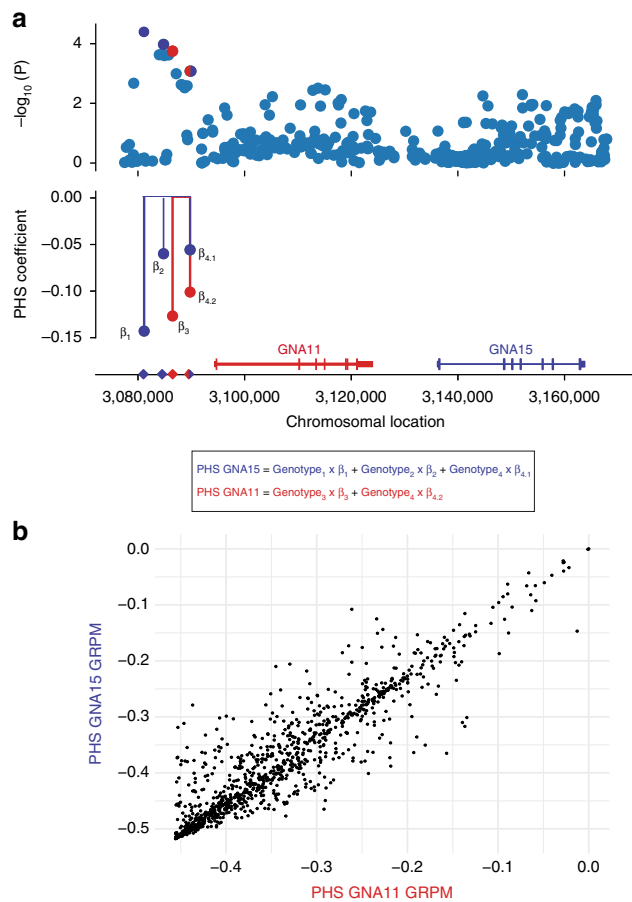 a
−log₁₀ (P)
4
2
0
PHS coefficient
0.00
−0.05
−0.10
−0.15
β₁
β₂
β₃
β₄.₁
β₄.₂
GNA11
GNA15
3,080,000 3,100,000 3,120,000 3,140,000 3,160,000
Chromosomal location
PHS GNA15 = Genotype₁ x β₁ + Genotype₂ x β₂ + Genotype₄ x β₄.₁
PHS GNA11 = Genotype₃ x β₃ + Genotype₄ x β₄.₂
b
PHS GNA15 GRPM
0.0
−0.1
−0.2
−0.3
−0.4
−0.5
−0.4 −0.3 −0.2 −0.1 0.0
PHS GNA11 GRPM